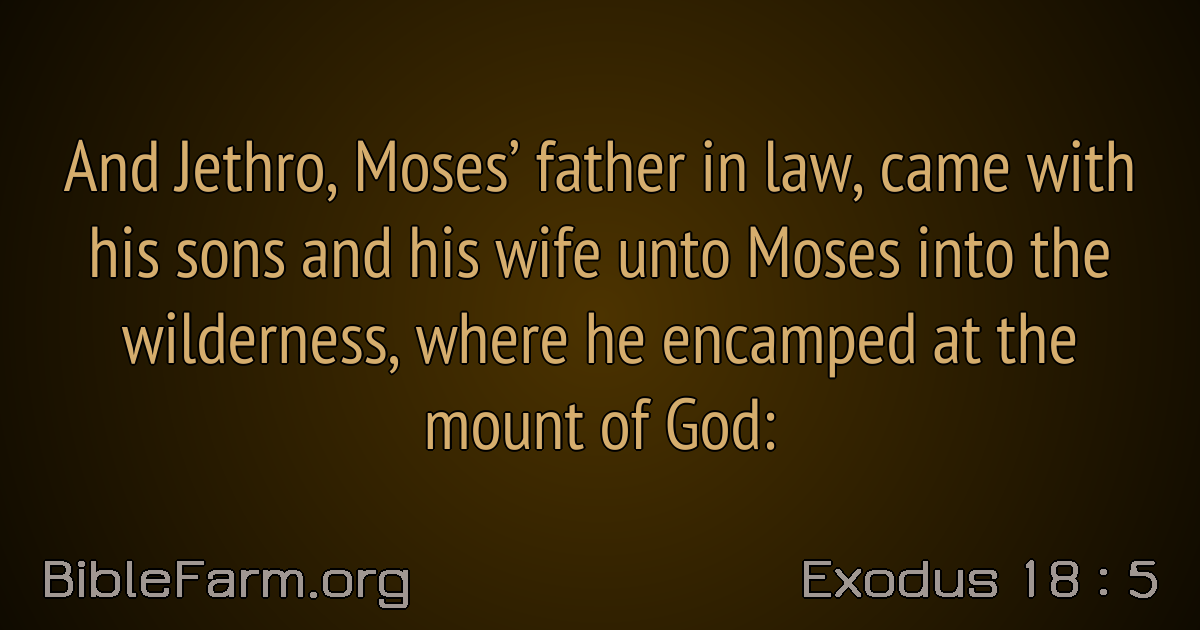 And Jethro, Moses’ father in law, came with
his sons and his wife unto Moses into the
wilderness, where he encamped at the
mount of God:
BibleFarm.org
Exodus 18 : 5